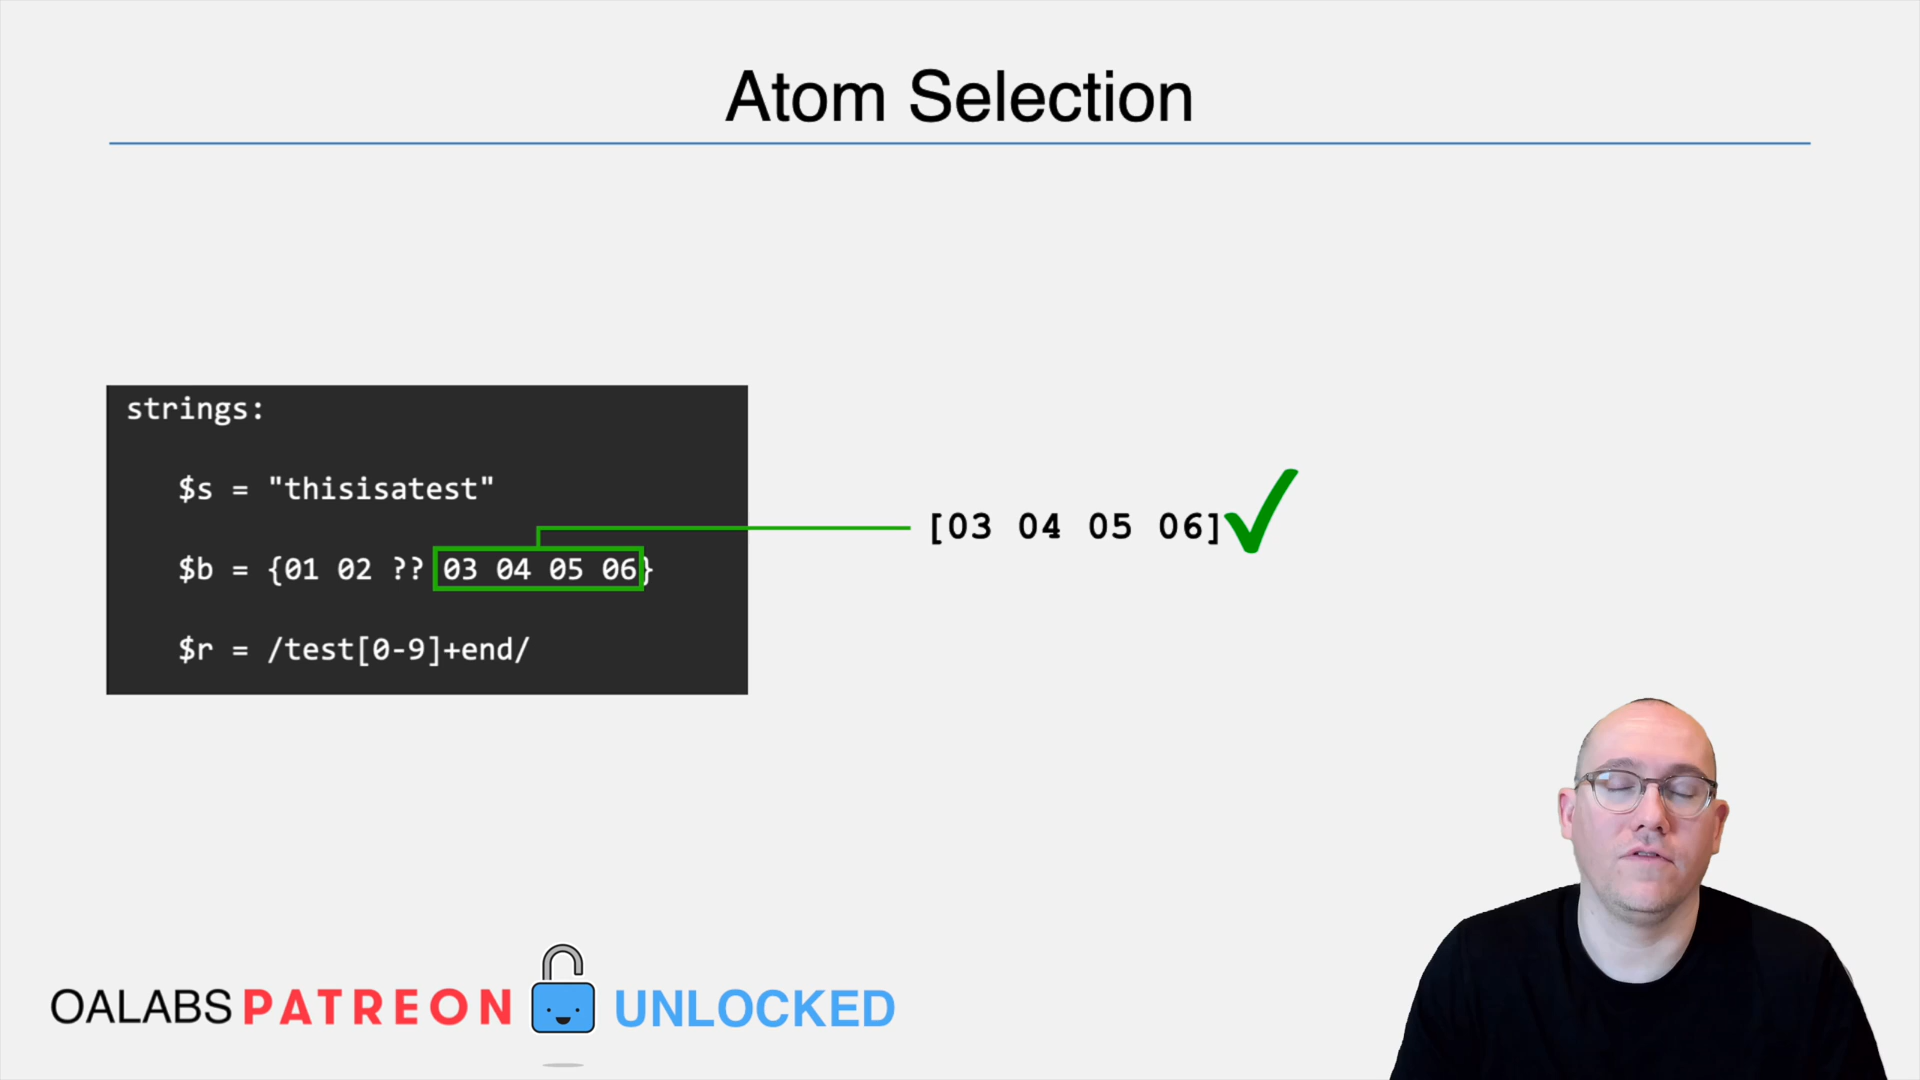 Atom Selection
strings:
$s = "thisisatest"
$b = {01 02 ?? 03 04 05 06}
$r = /test[0-9]+end/
[03 04 05 06]
OALABS PATREON UNLOCKED